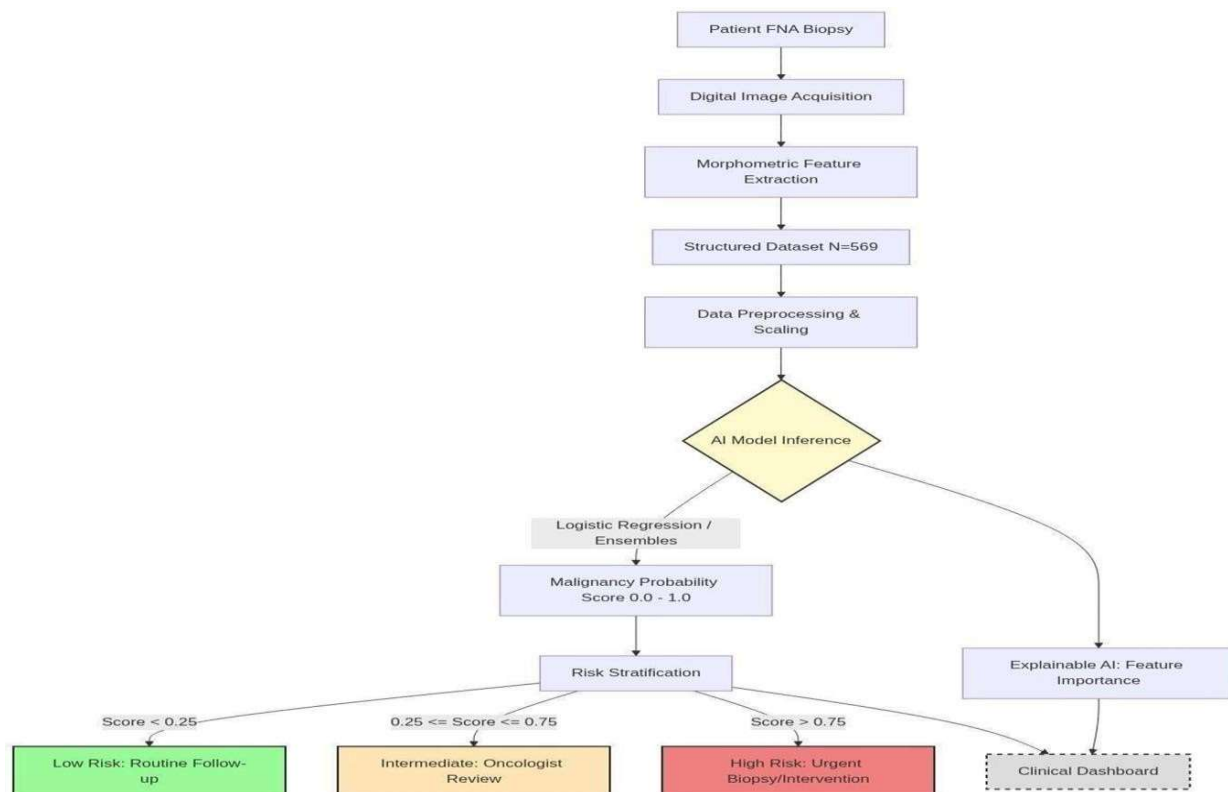 Patient FNA Biopsy
Digital Image Acquisition
Morphometric Feature
Extraction
Structured Dataset N=569
Data Preprocessing &
Scaling
AI Model Inference
Logistic Regression /
Ensembles
Malignancy Probability
Score 0.0 - 1.0
Risk Stratification
Explainable AI: Feature
Importance
Score < 0.25
0.25 <= Score <= 0.75
Score > 0.75
Low Risk: Routine Follow-
up
Intermediate: Oncologist
Review
High Risk: Urgent
Biopsy/Intervention
Clinical Dashboard